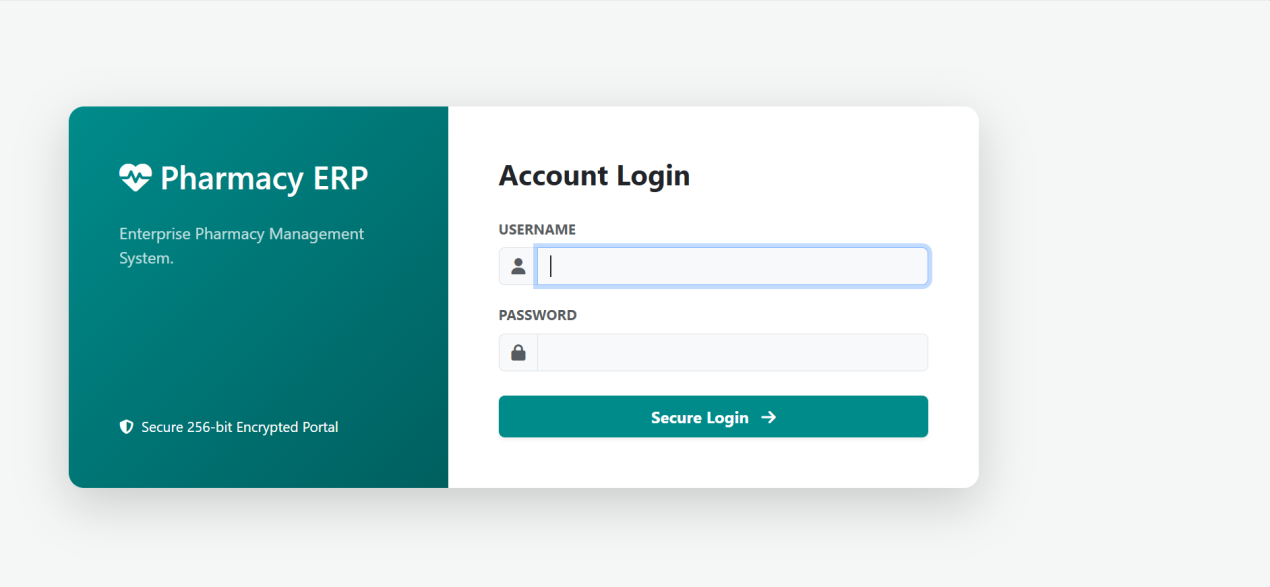 Pharmacy ERP
Enterprise Pharmacy Management
System.
Secure 256-bit Encrypted Portal
Account Login
USERNAME
PASSWORD
Secure Login